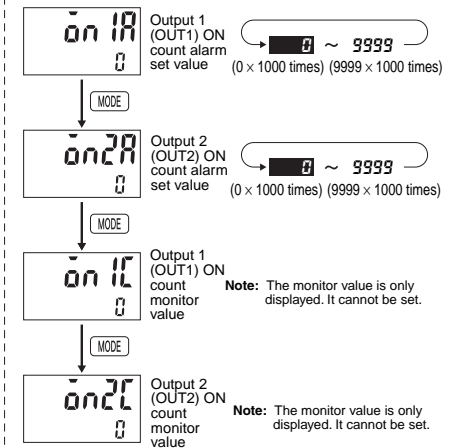 on 1A
0
Output 1
(OUT1) ON
count alarm
set value
0 ~ 9999
(0 × 1000 times) (9999 × 1000 times)
MODE
on2A
0
Output 2
(OUT2) ON
count alarm
set value
0 ~ 9999
(0 × 1000 times) (9999 × 1000 times)
MODE
on 1C
0
Output 1
(OUT1) ON
count
monitor
value
Note: The monitor value is only
displayed. It cannot be set.
MODE
on2C
0
Output 2
(OUT2) ON
count
monitor
value
Note: The monitor value is only
displayed. It cannot be set.